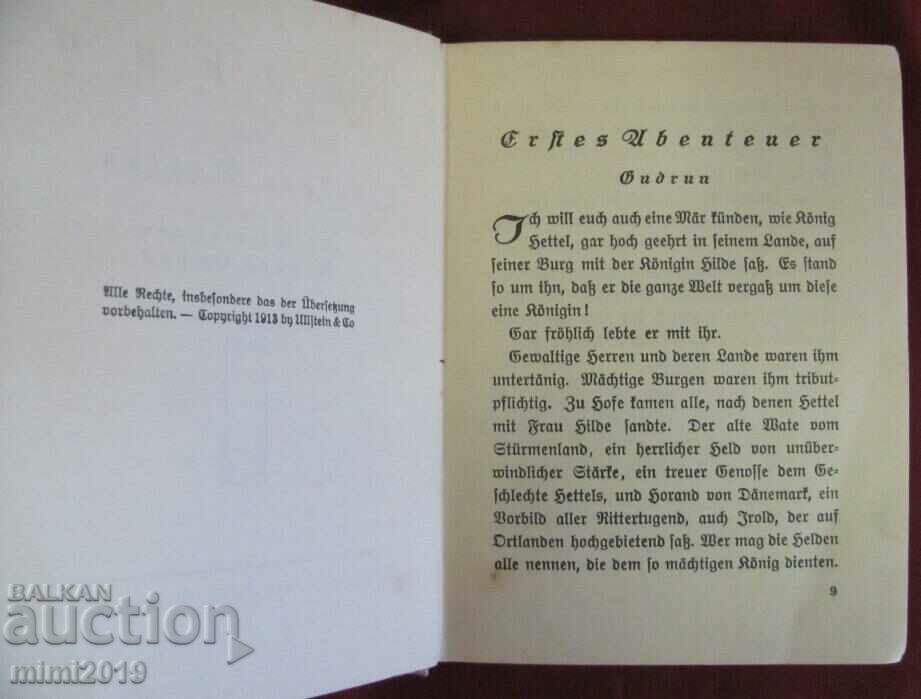 Alle Rechte, insbesondere das der Übersetzung
vorbehalten. — Copyright 1913 by Ullstein & Co
Erstes Abenteuer
Gudrun
Ich will euch auch eine Mär künden, wie König
Hettel, gar hoch geehrt in seinem Lande, auf
seiner Burg mit der Königin Hilde saß. Es stand
so um ihn, daß er die ganze Welt vergaß um diese
eine Königin!
Gar fröhlich lebte er mit ihr.
Gewaltige Herren und deren Lande waren ihm
untertänig. Mächtige Burgen waren ihm tribut-
pflichtig. Zu Hofe kamen alle, nach denen Hettel
mit Frau Hilde sandte. Der alte Wate vom
Stürmenland, ein herrlicher Held von unüber-
windlicher Stärke, ein treuer Genosse dem Ge-
schlechte Hettels, und Horand von Dänemark, ein
Vorbild aller Rittertugend, auch Irold, der auf
Ortlanden hochgebietend saß. Wer mag die Helden
alle nennen, die dem so mächtigen König dienten.
9
BALKAN
auction
mimi2019